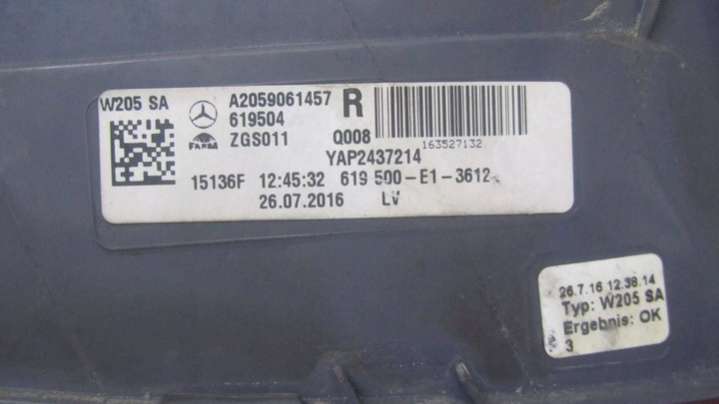 W205 SA A2059061457 R
619504
FARM ZGS011 Q008 163527132
YAP2437214
15136F 12:45:32 619 500-E1-3612
26.07.2016 LV
26.7.16 12.38.14
Typ: W205 SA
Ergebnis: OK
3